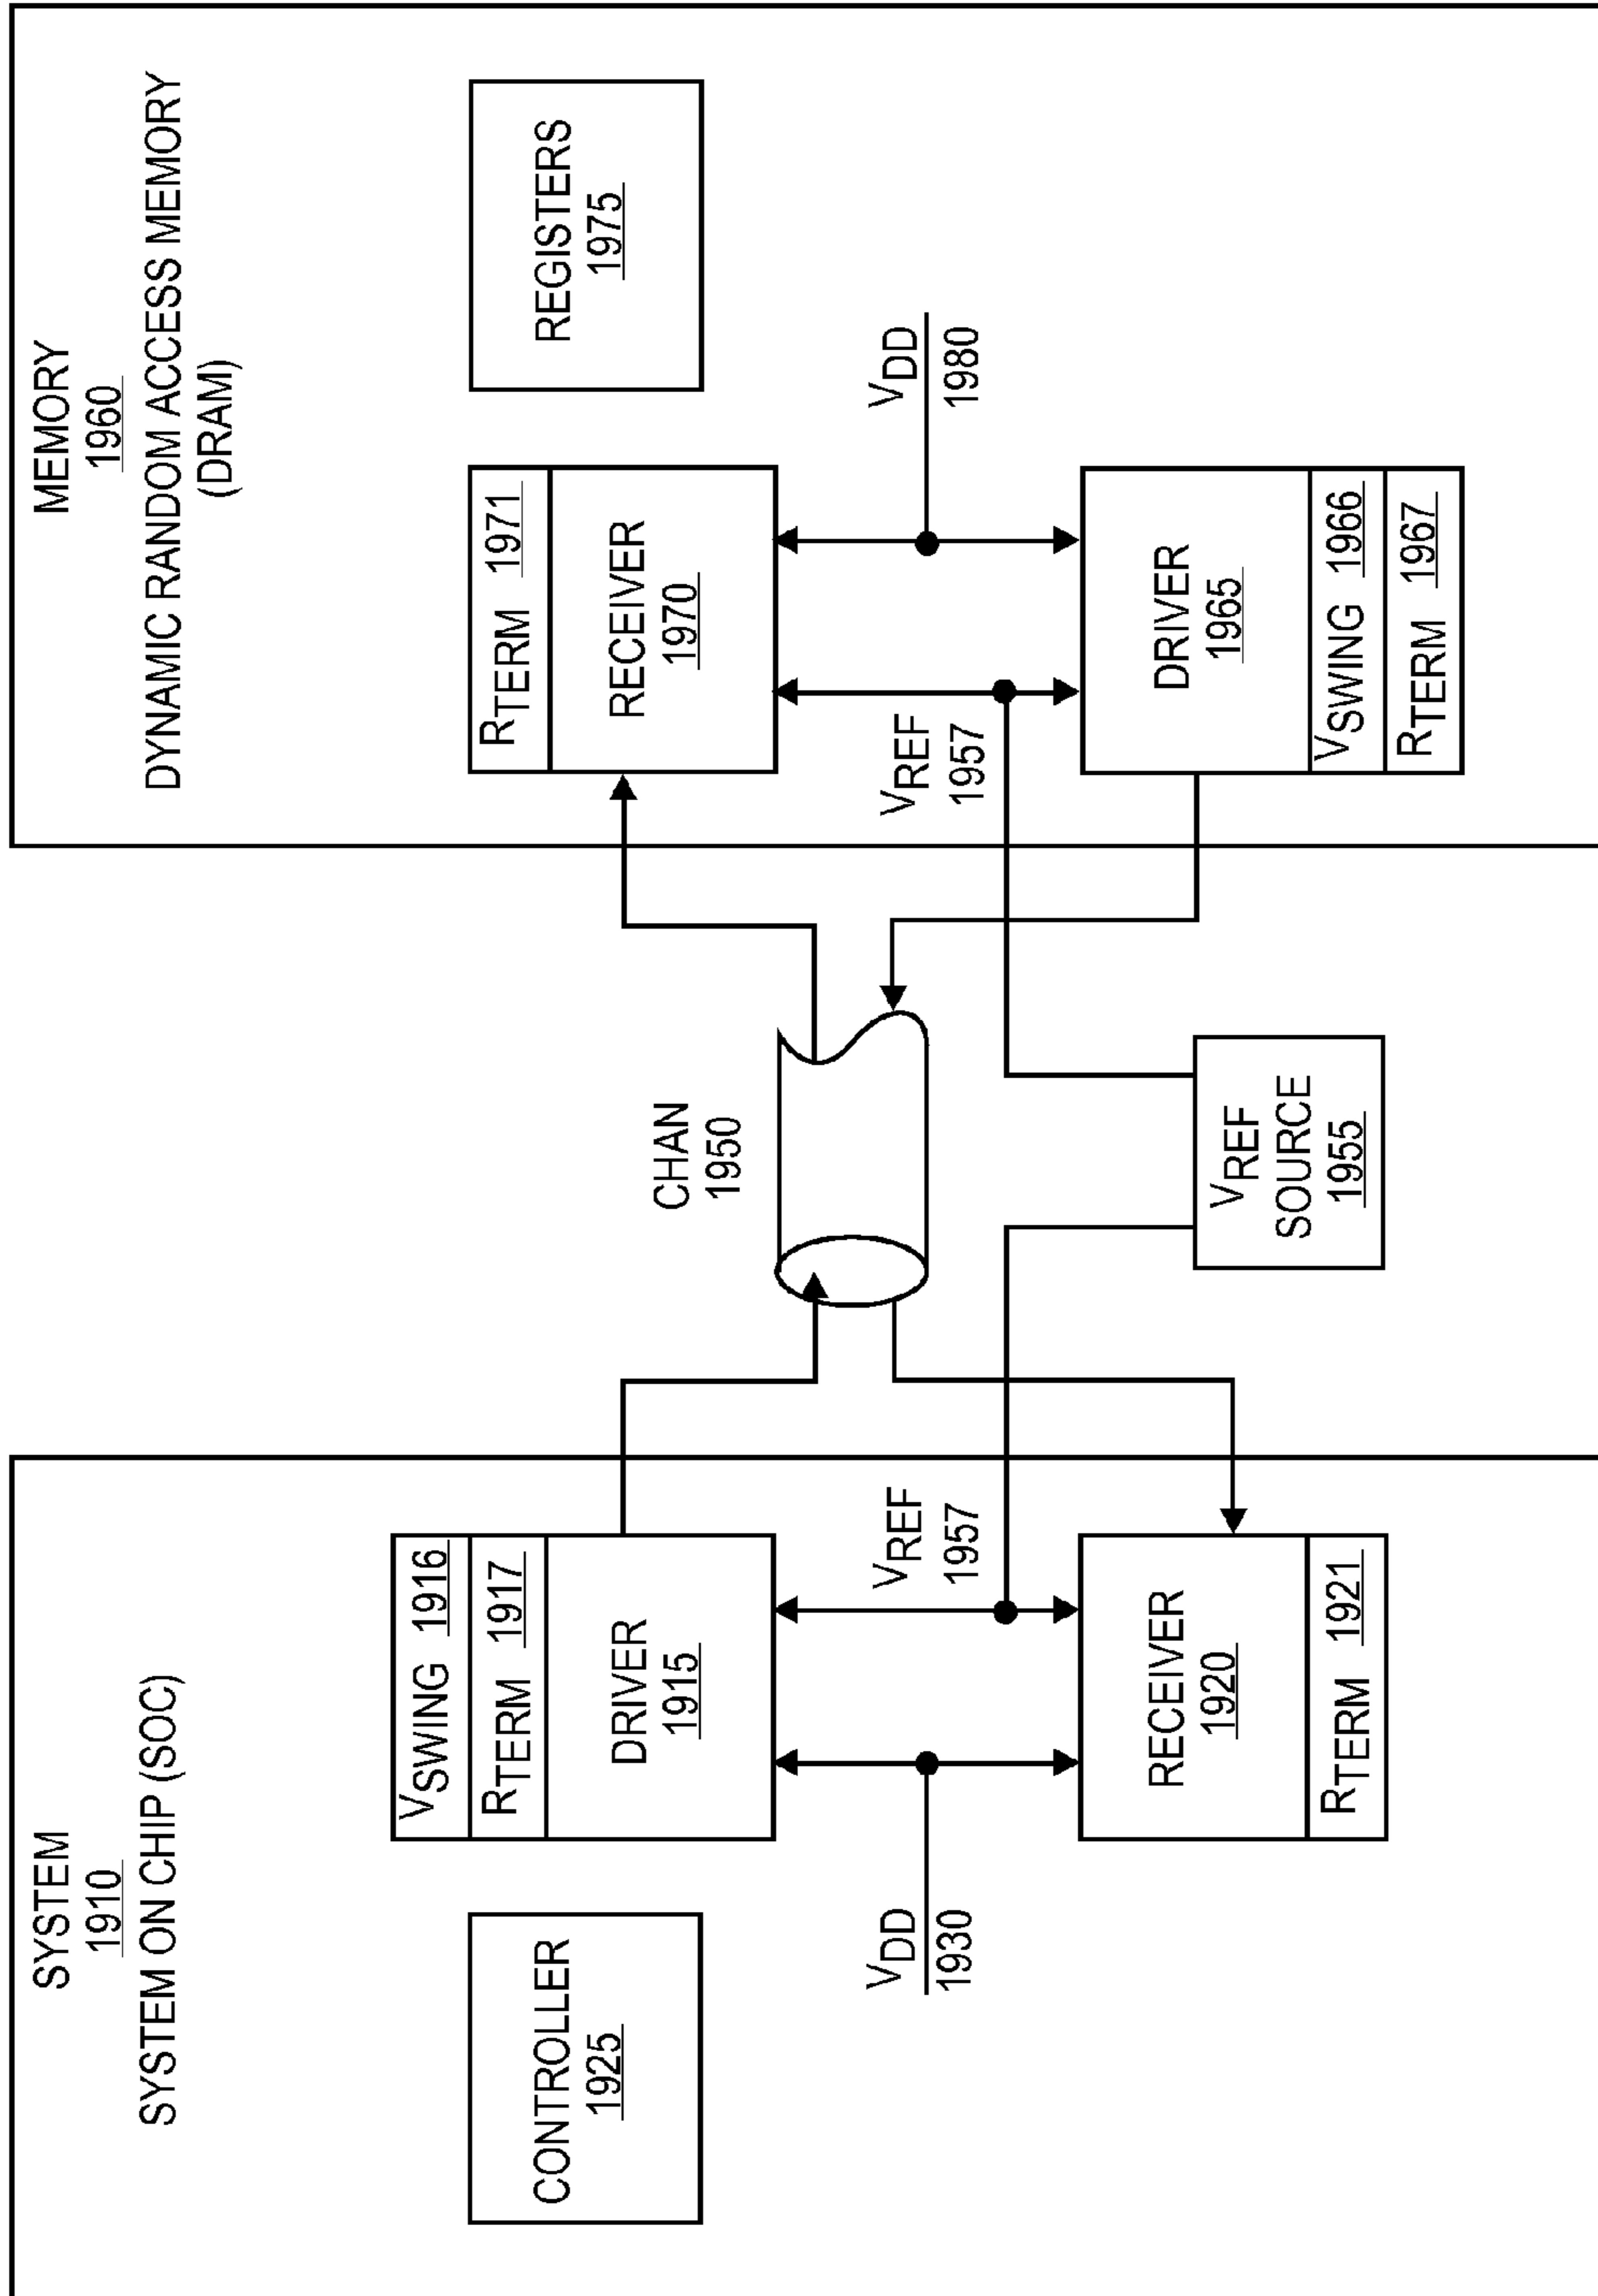 SYSTEM
1910
SYSTEM ON CHIP (SOC)
CONTROLLER
1925
VSWING 1916
RTERM 1917
DRIVER
1915
VDD
1930
VREF
1957
RECEIVER
1920
RTERM 1921
CHAN
1950
VREF
SOURCE
1955
MEMORY
1960
DYNAMIC RANDOM ACCESS MEMORY
(DRAM)
RTERM 1971
RECEIVER
1970
REGISTERS
1975
VREF
1957
VDD
1980
DRIVER
1965
VSWING 1966
RTERM 1967